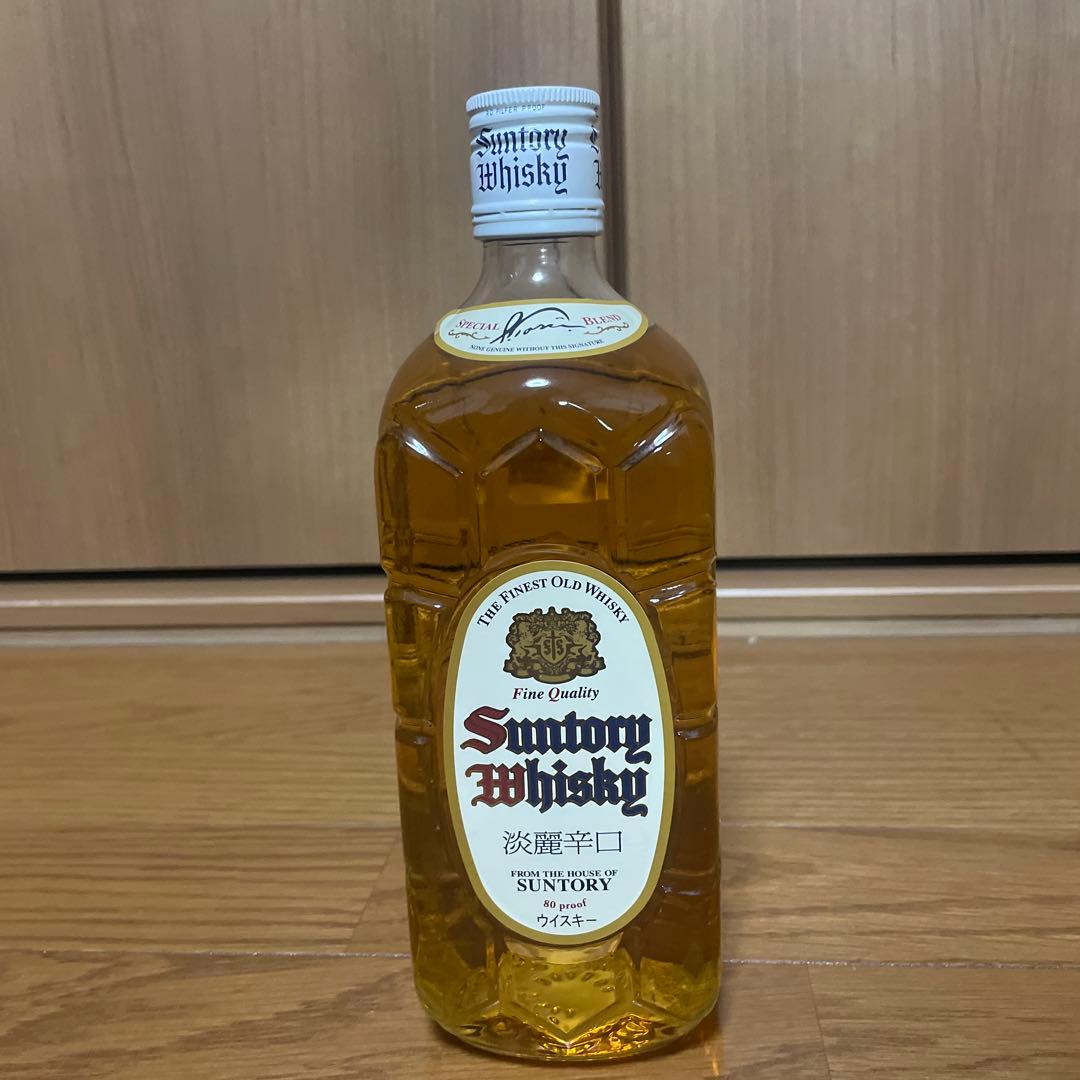 Suntory
Whisky
SPECIAL BLEND
NONE GENUINE WITHOUT THIS SIGNATURE
THE FINEST OLD WHISKY
Fine Quality
Suntory
Whisky
淡麗辛口
FROM THE HOUSE OF
SUNTORY
80 proof
ウイスキー